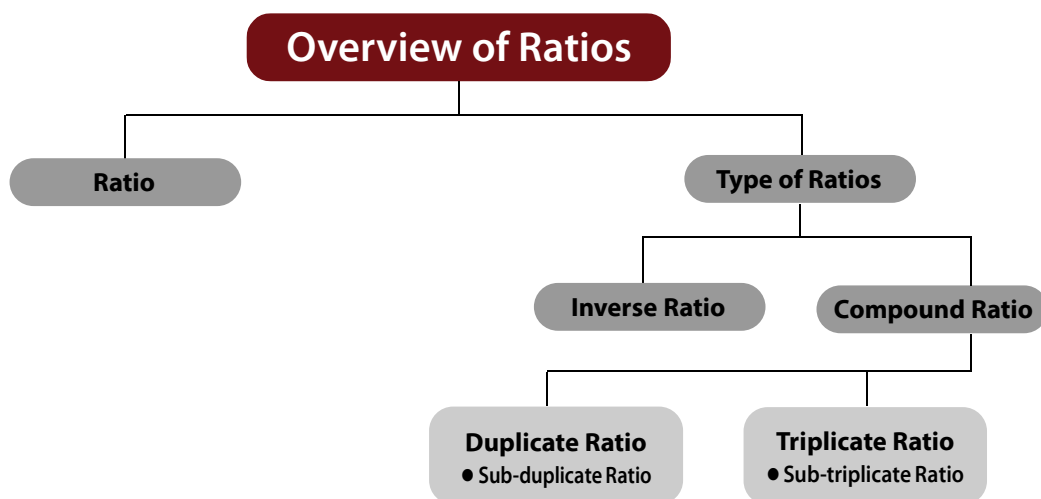 Overview of Ratios
Ratio
Type of Ratios
Inverse Ratio
Compound Ratio
Duplicate Ratio
● Sub-duplicate Ratio
Triplicate Ratio
● Sub-triplicate Ratio